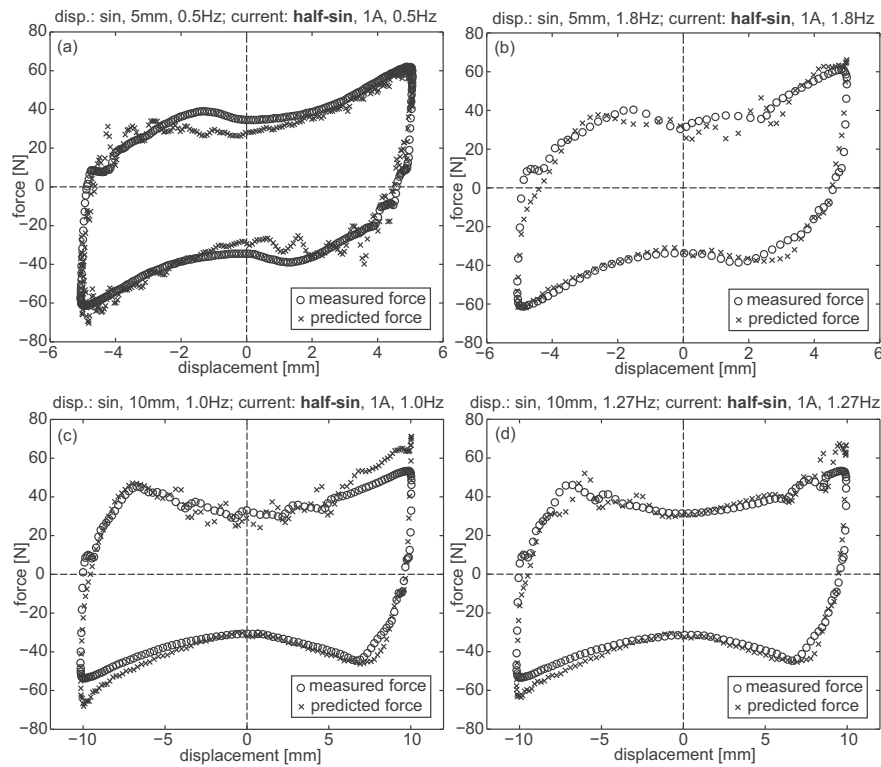 disp.: sin, 5mm, 0.5Hz; current: half-sin, 1A, 0.5Hz
(a)
80
60
40
20
0
−20
−40
−60
−80
force [N]
measured force
predicted force
−6 −4 −2 0 2 4 6
displacement [mm]
disp.: sin, 5mm, 1.8Hz; current: half-sin, 1A, 1.8Hz
(b)
80
60
40
20
0
−20
−40
−60
−80
force [N]
measured force
predicted force
−6 −4 −2 0 2 4 6
displacement [mm]
disp.: sin, 10mm, 1.0Hz; current: half-sin, 1A, 1.0Hz
(c)
80
60
40
20
0
−20
−40
−60
−80
force [N]
measured force
predicted force
−10 −5 0 5 10
displacement [mm]
disp.: sin, 10mm, 1.27Hz; current: half-sin, 1A, 1.27Hz
(d)
80
60
40
20
0
−20
−40
−60
−80
force [N]
measured force
predicted force
−10 −5 0 5 10
displacement [mm]